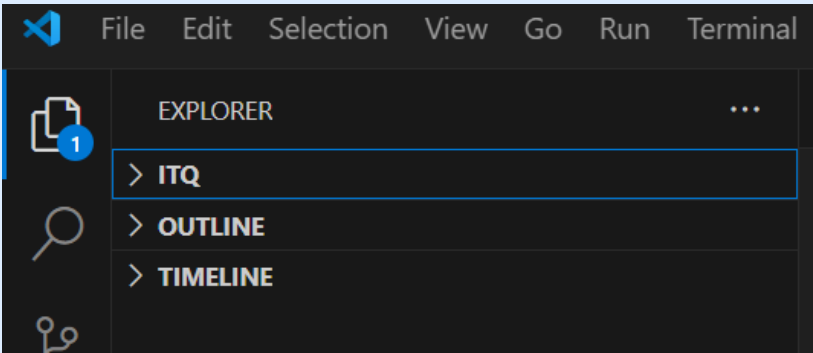 File Edit Selection View Go Run Terminal
EXPLORER
1
ITQ
OUTLINE
TIMELINE